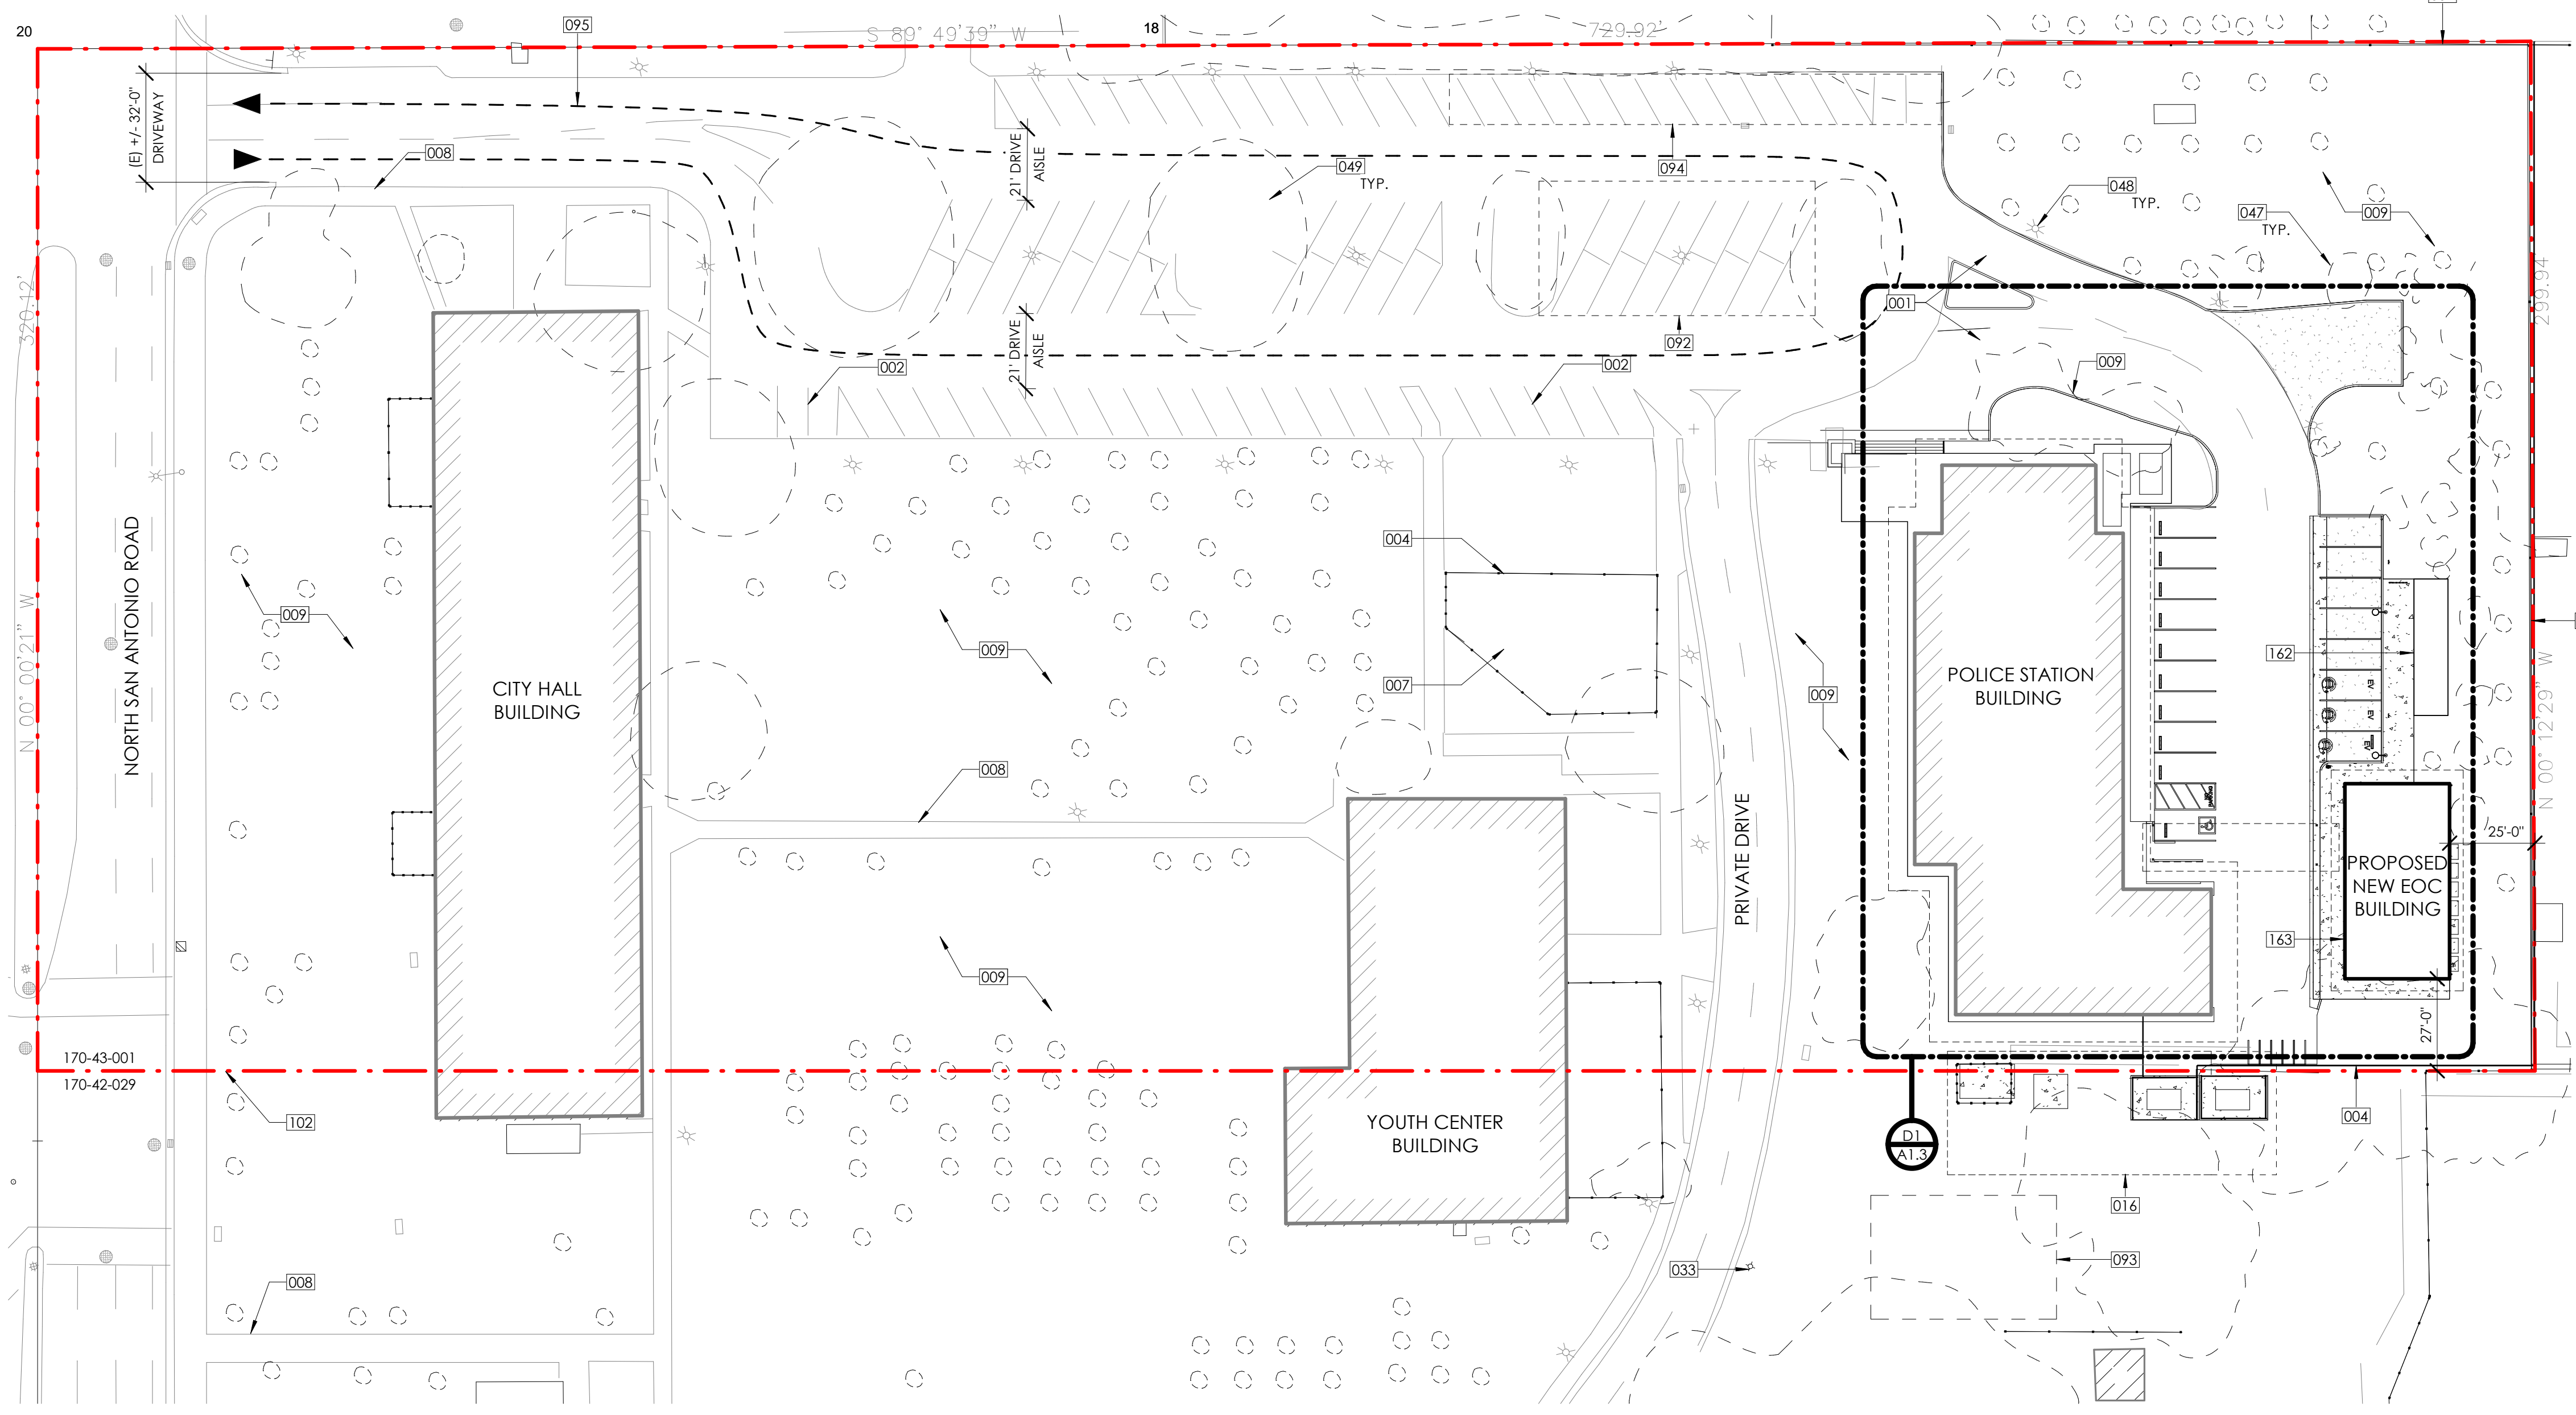 20
095
S 89° 49'39" W
18
729.92'
(E) +/- 32'-0"
DRIVEWAY
008
21' DRIVE
AISLE
049
TYP.
094
048
TYP.
047
TYP.
009
001
320.12'
299.94
21' DRIVE
AISLE
092
002
002
009
NORTH SAN ANTONIO ROAD
004
009
009
007
009
CITY HALL
BUILDING
POLICE STATION
BUILDING
162
EV
EV
EV
N 00° 00'21" W
N 00° 12'29" W
008
PRIVATE DRIVE
NO
PARKING
25'-0"
PROPOSED
NEW EOC
BUILDING
163
009
27'-0"
170-43-001
170-42-029
102
YOUTH CENTER
BUILDING
D1
A1.3
004
016
093
033
008